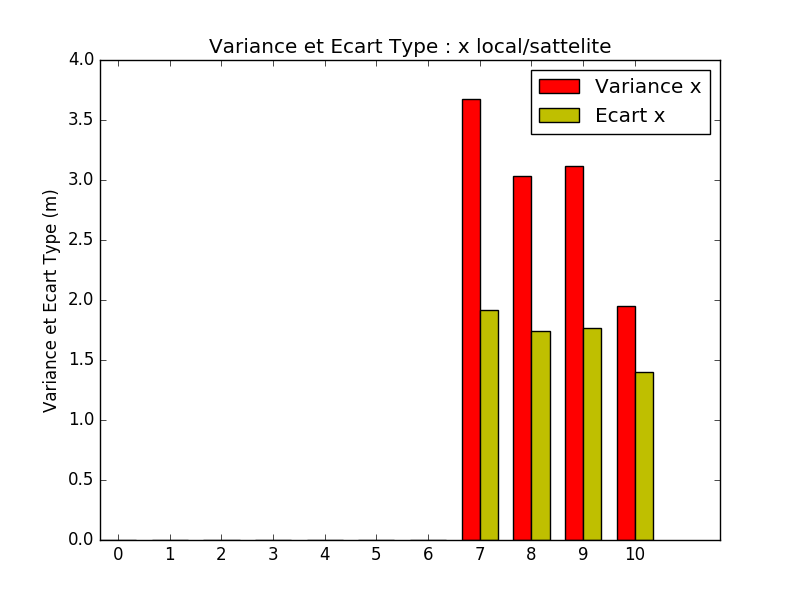 Variance et Ecart Type : x local/sattelite
Variance x
Ecart x
Variance et Ecart Type (m)
4.0
3.5
3.0
2.5
2.0
1.5
1.0
0.5
0.0
0 1 2 3 4 5 6 7 8 9 10